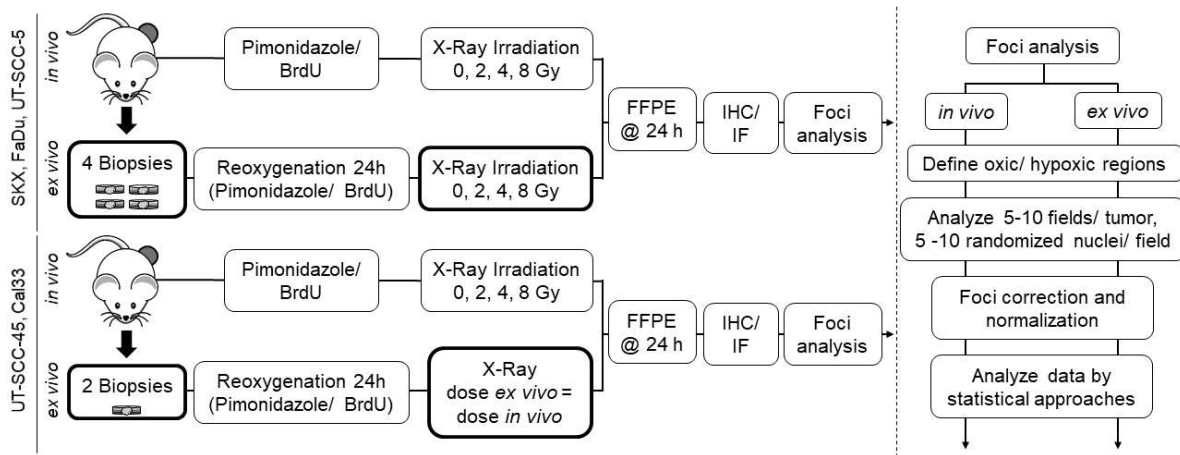 SKX, FaDu, UT-SCC-5
in vivo
Pimonidazole/
BrdU
X-Ray Irradiation
0, 2, 4, 8 Gy
ex vivo
4 Biopsies
Reoxygenation 24h
(Pimonidazole/ BrdU)
X-Ray Irradiation
0, 2, 4, 8 Gy
FFPE
@ 24 h
IHC/
IF
Foci
analysis
UT-SCC-45, Cal33
in vivo
Pimonidazole/
BrdU
X-Ray Irradiation
0, 2, 4, 8 Gy
ex vivo
2 Biopsies
Reoxygenation 24h
(Pimonidazole/ BrdU)
X-Ray
dose ex vivo =
dose in vivo
FFPE
@ 24 h
IHC/
IF
Foci
analysis
Foci analysis
in vivo
ex vivo
Define oxic/ hypoxic regions
Analyze 5-10 fields/ tumor,
5 -10 randomized nuclei/ field
Foci correction and
normalization
Analyze data by
statistical approaches